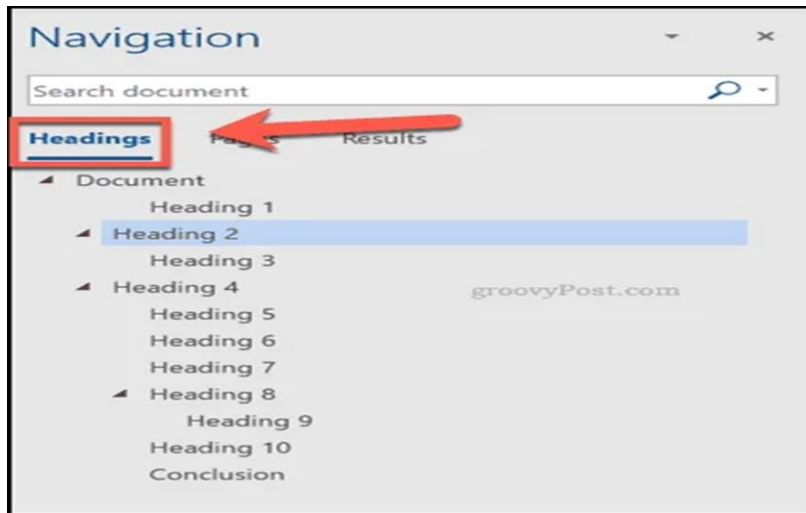 Navigation
Search document
Headings Pages Results
Document
Heading 1
Heading 2
Heading 3
Heading 4
groovyPost.com
Heading 5
Heading 6
Heading 7
Heading 8
Heading 9
Heading 10
Conclusion